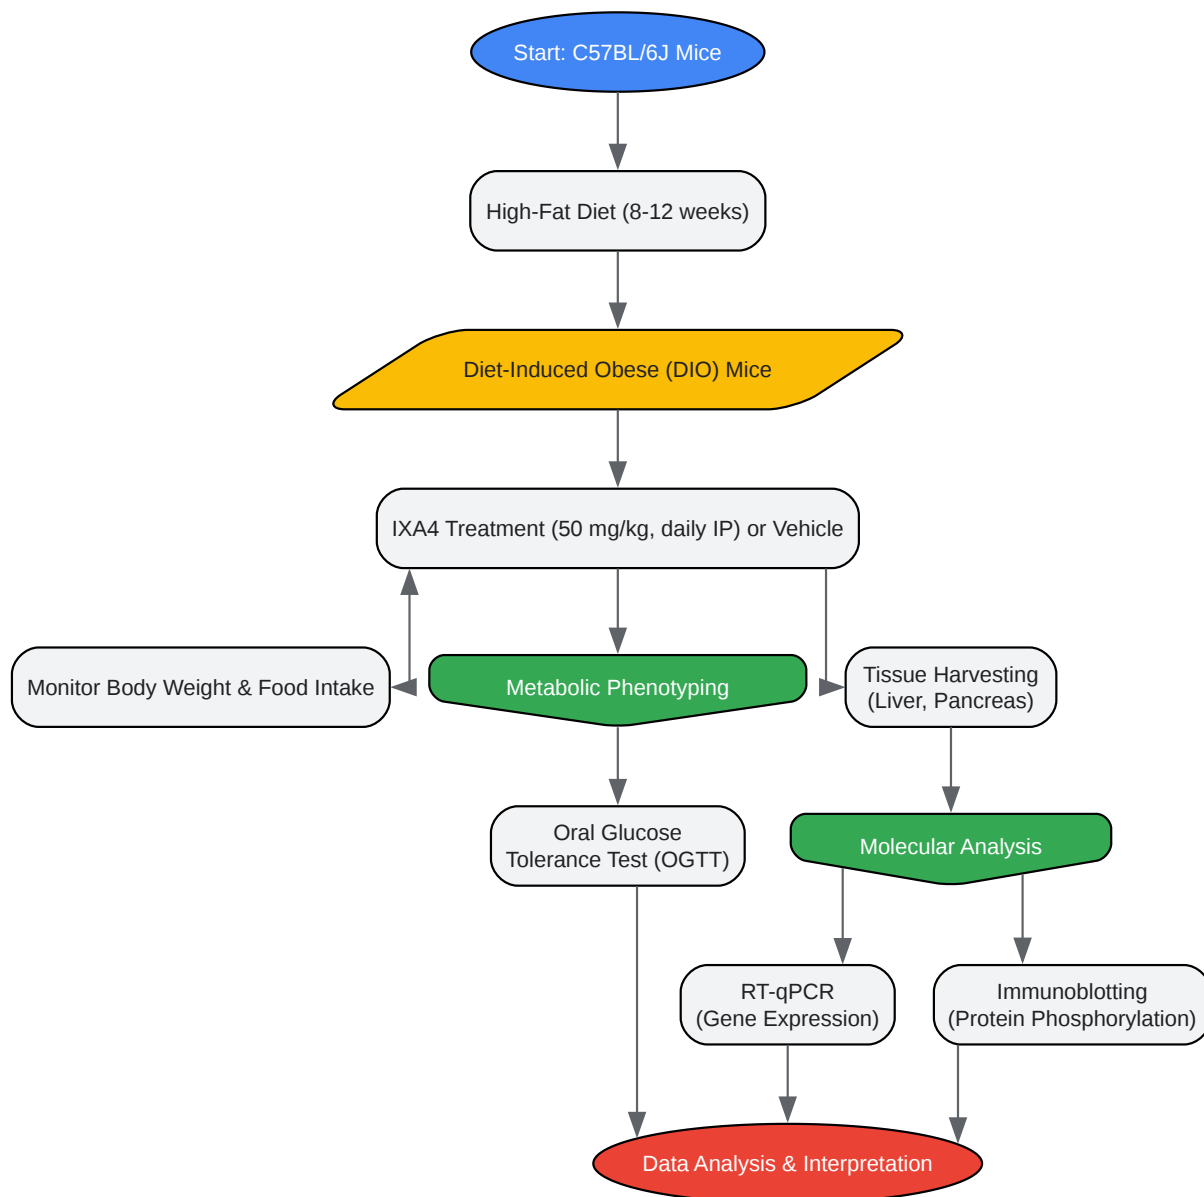 Start: C57BL/6J Mice
High-Fat Diet (8-12 weeks)
Diet-Induced Obese (DIO) Mice
IXA4 Treatment (50 mg/kg, daily IP) or Vehicle
Monitor Body Weight & Food Intake
Metabolic Phenotyping
Tissue Harvesting
(Liver, Pancreas)
Oral Glucose
Tolerance Test (OGTT)
Molecular Analysis
RT-qPCR
(Gene Expression)
Immunoblotting
(Protein Phosphorylation)
Data Analysis & Interpretation